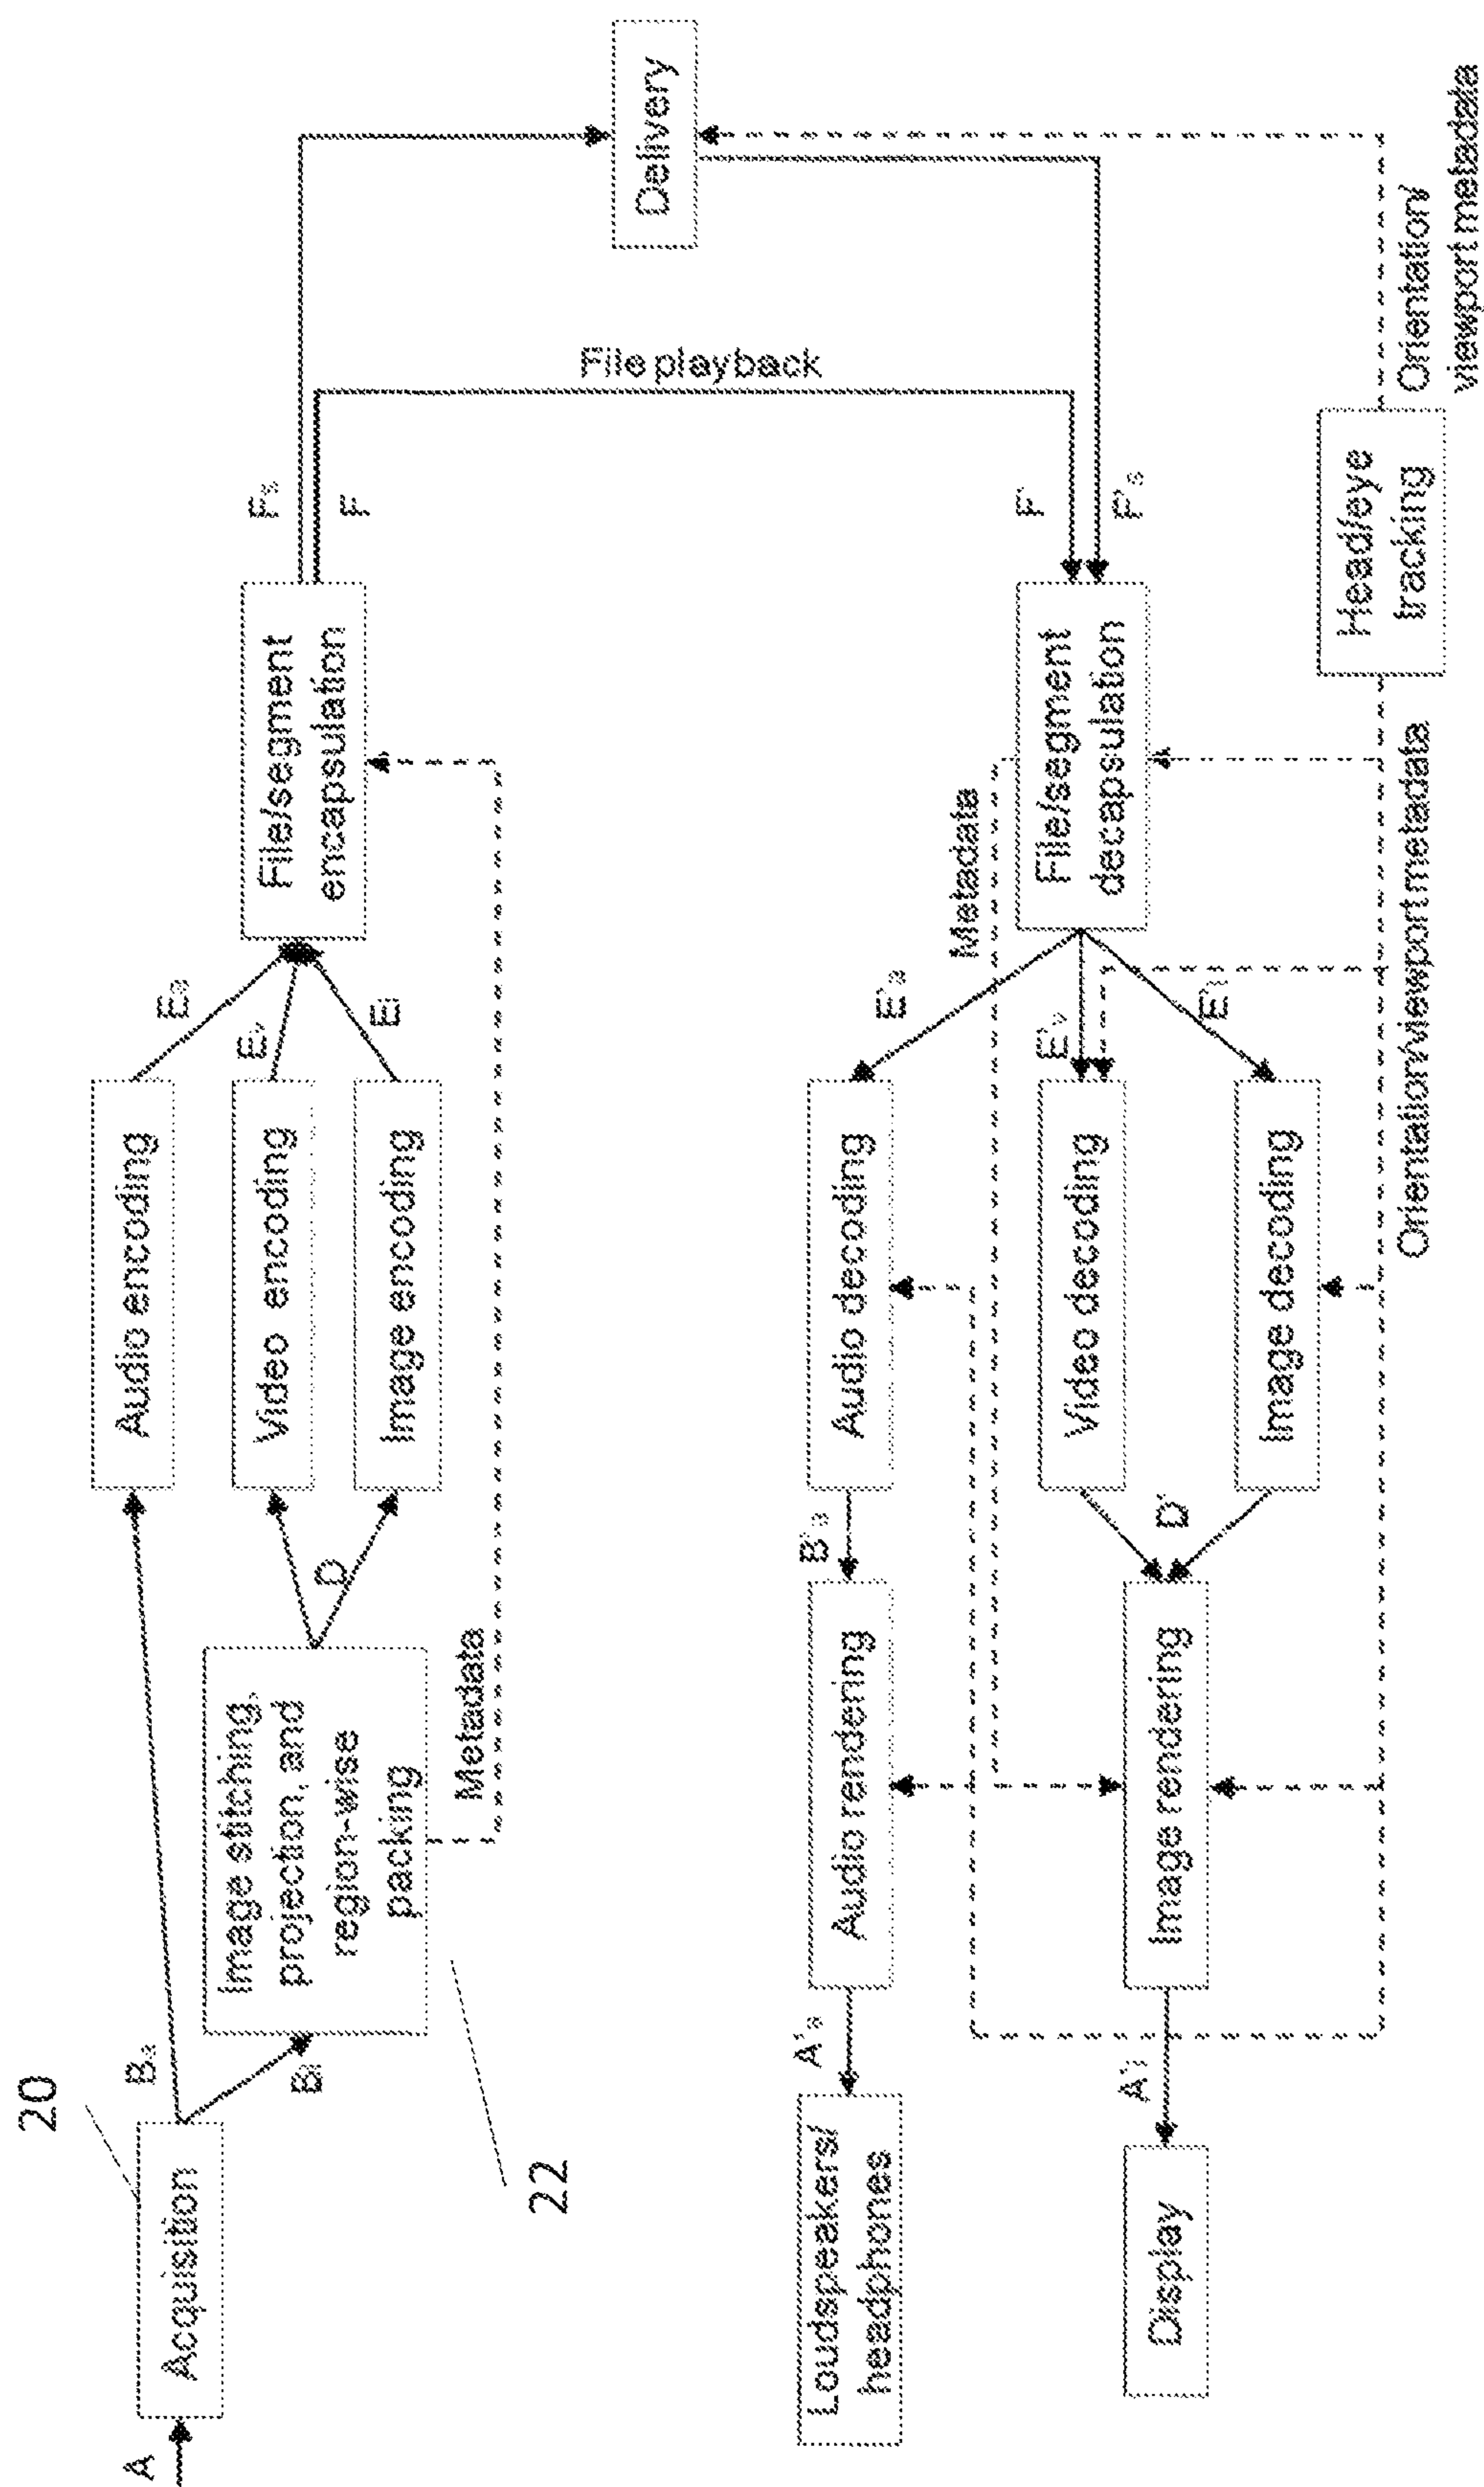 20
A
Acquisition
Ba
Bi
Image stitching,
projection, and
region-wise
packing
22
Metadata
D
Audio encoding
Video encoding
Image encoding
Ea
Ev
Ei
File/segment
encapsulation
Fs
F
File playback
Delivery
Loudspeakers/
headphones
A'a
Audio rendering
B'a
Audio decoding
E'a
Metadata
Display
A'i
Image rendering
D'
Video decoding
Image decoding
E'v
E'i
File/segment
decapsulation
F'
F's
Orientation/viewport metadata
Head/eye
tracking
Orientation/
viewport metadata